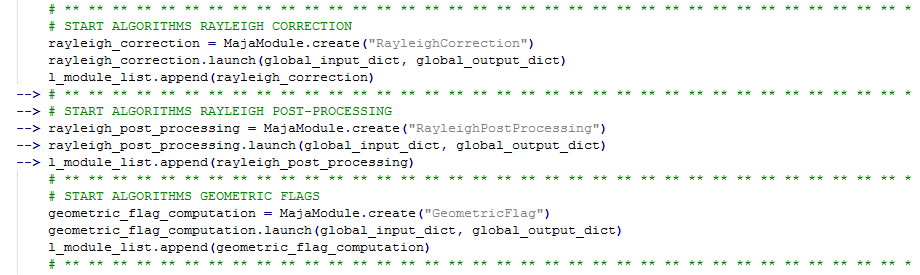 # ** ** ** ** ** ** ** ** ** ** ** ** ** ** ** ** ** ** ** ** ** ** ** ** ** ** ** ** ** ** ** ** ** ** ** *
# START ALGORITHMS RAYLEIGH CORRECTION
rayleigh_correction = MajaModule.create("RayleighCorrection")
rayleigh_correction.launch(global_input_dict, global_output_dict)
l_module_list.append(rayleigh_correction)
--> # ** ** ** ** ** ** ** ** ** ** ** ** ** ** ** ** ** ** ** ** ** ** ** ** ** ** ** ** ** ** ** ** ** ** ** *
--> # START ALGORITHMS RAYLEIGH POST-PROCESSING
--> rayleigh_post_processing = MajaModule.create("RayleighPostProcessing")
--> rayleigh_post_processing.launch(global_input_dict, global_output_dict)
--> l_module_list.append(rayleigh_post_processing)
# ** ** ** ** ** ** ** ** ** ** ** ** ** ** ** ** ** ** ** ** ** ** ** ** ** ** ** ** ** ** ** ** ** ** ** *
# START ALGORITHMS GEOMETRIC FLAGS
geometric_flag_computation = MajaModule.create("GeometricFlag")
geometric_flag_computation.launch(global_input_dict, global_output_dict)
l_module_list.append(geometric_flag_computation)
# ** ** ** ** ** ** ** ** ** ** ** ** ** ** ** ** ** ** ** ** ** ** ** ** ** ** ** ** ** ** ** ** ** ** ** *